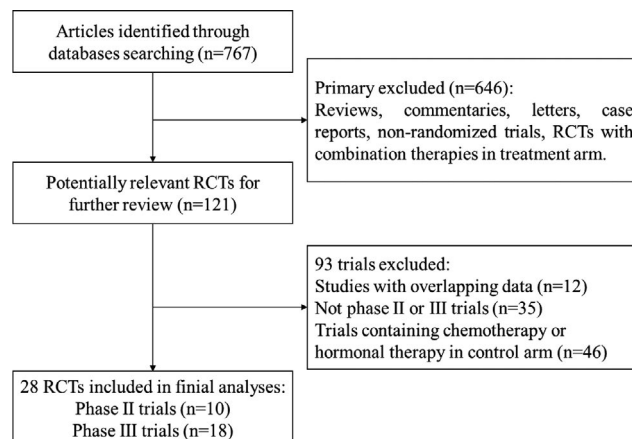 Articles identified through
databases searching (n=767)
Primary excluded (n=646):
Reviews, commentaries, letters, case
reports, non-randomized trials, RCTs with
combination therapies in treatment arm.
Potentially relevant RCTs for
further review (n=121)
93 trials excluded:
Studies with overlapping data (n=12)
Not phase II or III trials (n=35)
Trials containing chemotherapy or
hormonal therapy in control arm (n=46)
28 RCTs included in finial analyses:
Phase II trials (n=10)
Phase III trials (n=18)